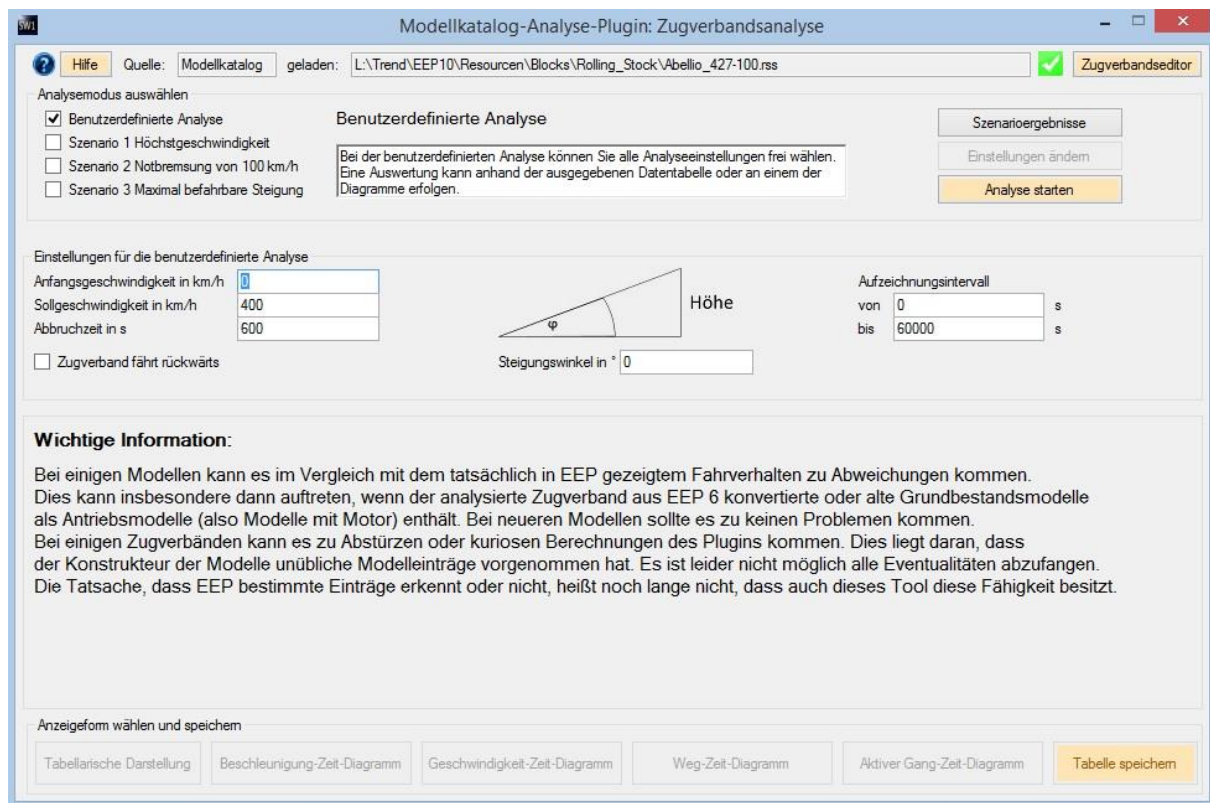 SW1
Modellkatalog-Analyse-Plugin: Zugverbandsanalyse
? Hilfe Quelle: Modellkatalog geladen: L:\Trend\EEP10\Resourcen\Blocks\Rolling_Stock\Abellio_427-100.rss Zugverbandseditor
Analysemodus auswählen
Benutzerdefinierte Analyse
Szenario 1 Höchstgeschwindigkeit
Szenario 2 Notbremsung von 100 km/h
Szenario 3 Maximal befahrbare Steigung
Benutzerdefinierte Analyse
Bei der benutzerdefinierten Analyse können Sie alle Analyseeinstellungen frei wählen.
Eine Auswertung kann anhand der ausgegebenen Datentabelle oder an einem der
Diagramme erfolgen.
Szenarioergebnisse
Einstellungen ändern
Analyse starten
Einstellungen für die benutzerdefinierte Analyse
Anfangsgeschwindigkeit in km/h 0
Sollgeschwindigkeit in km/h 400
Abbruchzeit in s 600
Zugverband fährt rückwärts
φ
Höhe
Steigungswinkel in ° 0
Aufzeichnungsintervall
von 0 s
bis 60000 s
Wichtige Information:
Bei einigen Modellen kann es im Vergleich mit dem tatsächlich in EEP gezeigtem Fahrverhalten zu Abweichungen kommen.
Dies kann insbesondere dann auftreten, wenn der analysierte Zugverband aus EEP 6 konvertierte oder alte Grundbestandsmodelle
als Antriebsmodelle (also Modelle mit Motor) enthält. Bei neueren Modellen sollte es zu keinen Problemen kommen.
Bei einigen Zugverbänden kann es zu Abstürzen oder kuriosen Berechnungen des Plugins kommen. Dies liegt daran, dass
der Konstrukteur der Modelle unübliche Modelleinträge vorgenommen hat. Es ist leider nicht möglich alle Eventualitäten abzufangen.
Die Tatsache, dass EEP bestimmte Einträge erkennt oder nicht, heißt noch lange nicht, dass auch dieses Tool diese Fähigkeit besitzt.
Anzeigeform wählen und speichern
Tabellarische Darstellung Beschleunigung-Zeit-Diagramm Geschwindigkeit-Zeit-Diagramm Weg-Zeit-Diagramm Aktiver Gang-Zeit-Diagramm Tabelle speichern